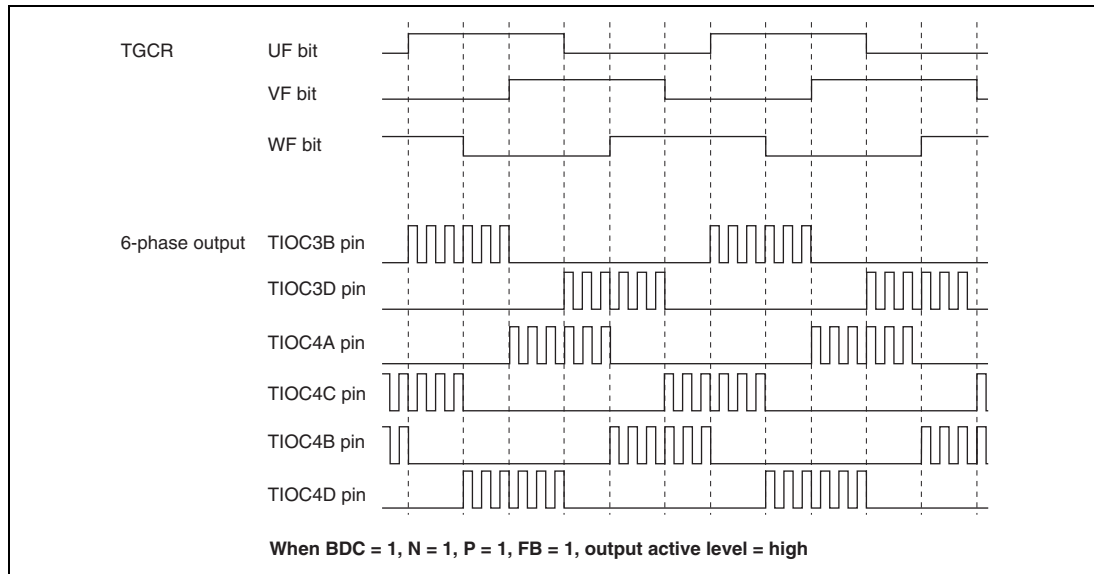 TGCR UF bit
VF bit
WF bit
6-phase output TIOC3B pin
TIOC3D pin
TIOC4A pin
TIOC4C pin
TIOC4B pin
TIOC4D pin
When BDC = 1, N = 1, P = 1, FB = 1, output active level = high